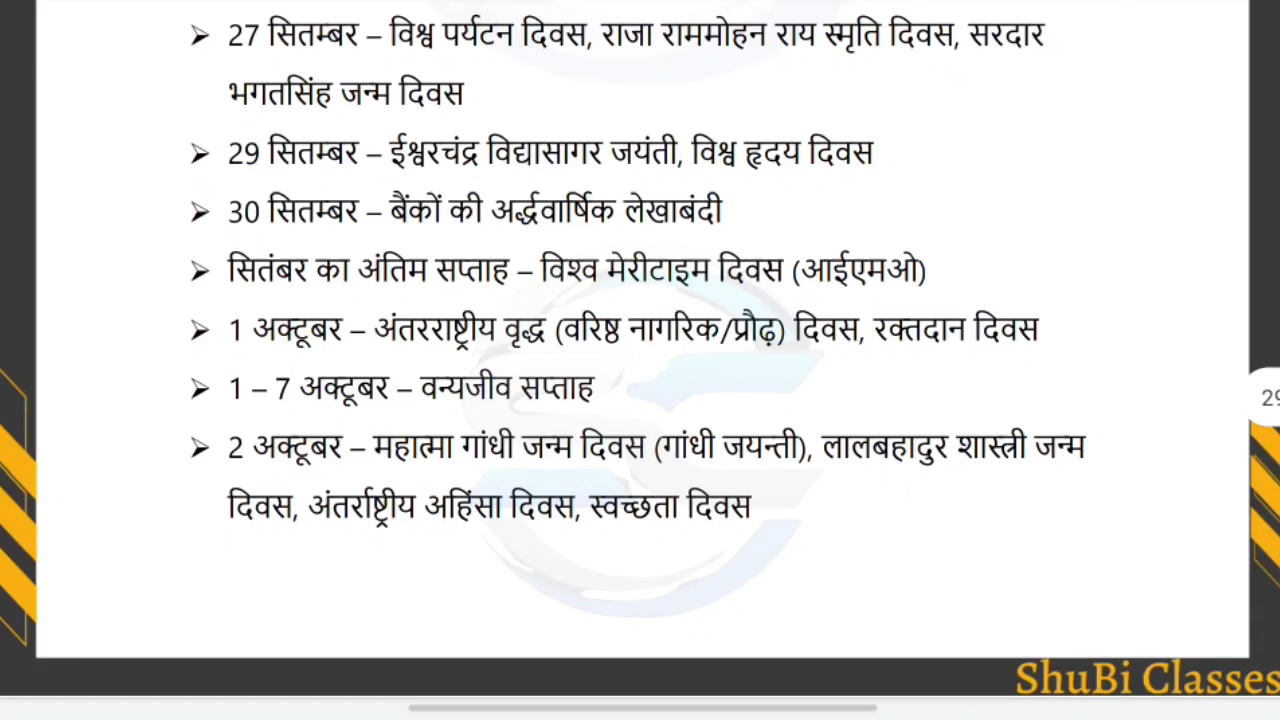 ➢ 27 सितम्बर – विश्व पर्यटन दिवस, राजा राममोहन राय स्मृति दिवस, सरदार
भगतसिंह जन्म दिवस
➢ 29 सितम्बर – ईश्वरचंद्र विद्यासागर जयंती, विश्व हृदय दिवस
➢ 30 सितम्बर – बैंकों की अर्द्धवार्षिक लेखाबंदी
➢ सितंबर का अंतिम सप्ताह – विश्‍व मेरीटाइम दिवस (आईएमओ)
➢ 1 अक्टूबर – अंतरराष्ट्रीय वृद्ध (वरिष्ठ नागरिक/प्रौढ़) दिवस, रक्तदान दिवस
➢ 1 – 7 अक्टूबर – वन्यजीव सप्ताह
➢ 2 अक्टूबर – महात्मा गांधी जन्म दिवस (गांधी जयन्ती), लालबहादुर शास्त्री जन्म
दिवस, अंतर्राष्ट्रीय अहिंसा दिवस, स्वच्छता दिवस
29
ShuBi Classes